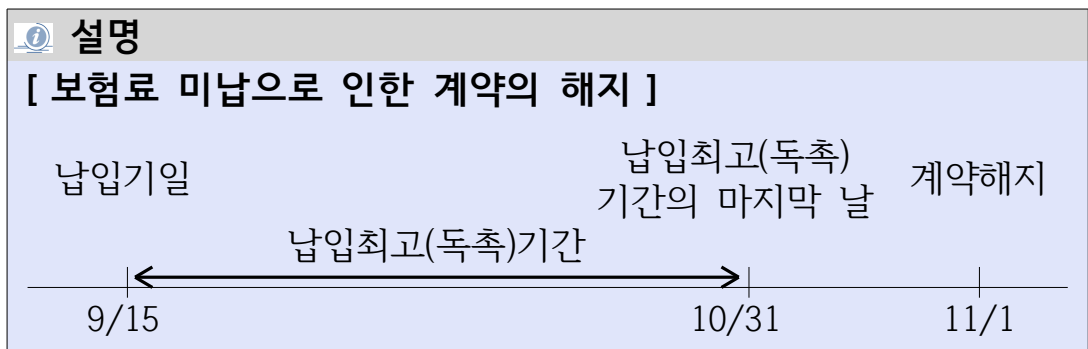 설명
[ 보험료 미납으로 인한 계약의 해지 ]
납입기일
납입최고(독촉)
기간의 마지막 날
계약해지
납입최고(독촉)기간
9/15
10/31
11/1